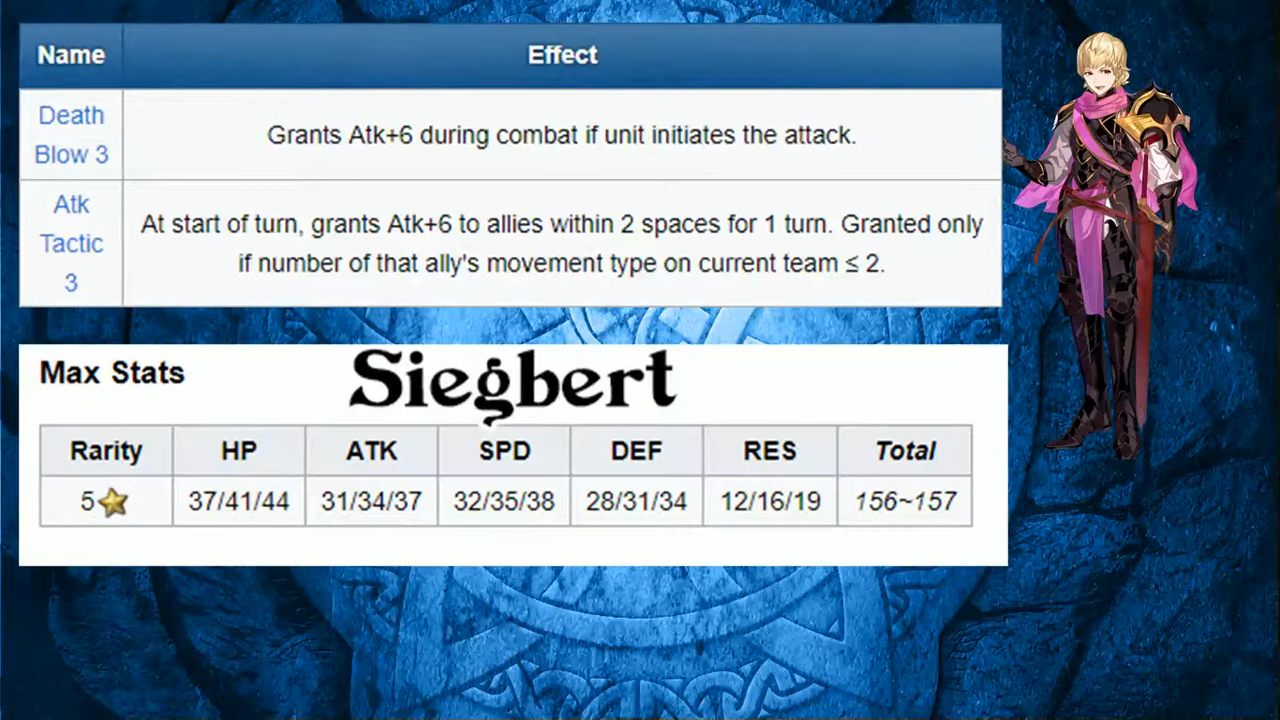 Name Effect
Death
Blow 3
Grants Atk+6 during combat if unit initiates the attack.
Atk
Tactic
3
At start of turn, grants Atk+6 to allies within 2 spaces for 1 turn. Granted only
if number of that ally's movement type on current team ≤ 2.
Max Stats
Siegbert
Rarity HP ATK SPD DEF RES Total
5 37/41/44 31/34/37 32/35/38 28/31/34 12/16/19 156~157